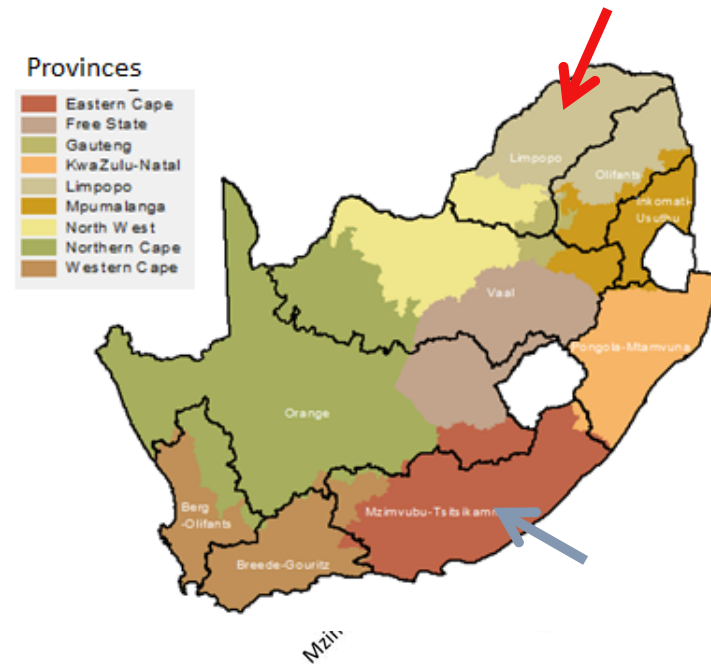 Provinces
Eastern Cape
Free State
Gauteng
KwaZulu-Natal
Limpopo
Mpumalanga
North West
Northern Cape
Western Cape
Limpopo
Olifants
Inkomati-
Usuthu
Vaal
Pongola-Mtamvuna
Orange
Berg
-Olifants
Mzimvubu-Tsitsikam
Breede-Gouritz